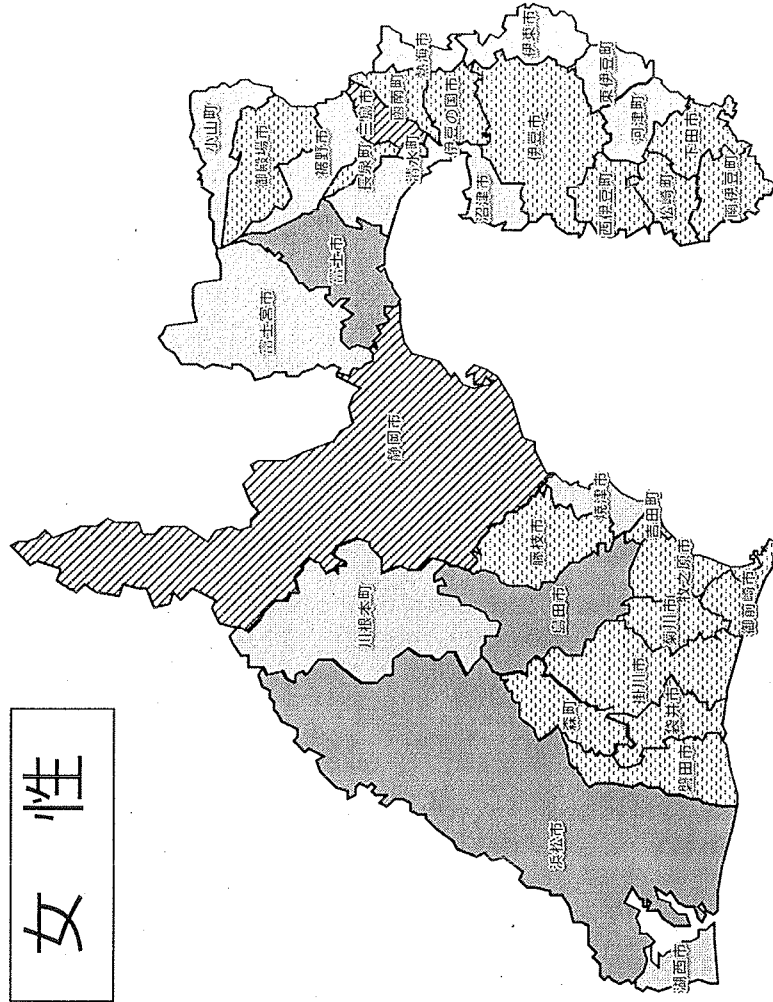 女性
小山町
御殿場市
裾野市
長泉町
三島市
清水町
函南町
熱海市
伊豆の国市
伊東市
伊豆市
沼津市
東伊豆町
河津町
西伊豆町
松崎町
下田市
南伊豆町
富士市
富士宮市
静岡市
川根本町
藤枝市
焼津市
島田市
吉田町
牧之原市
御前崎市
菊川市
掛川市
森町
袋井市
磐田市
浜松市
湖西市